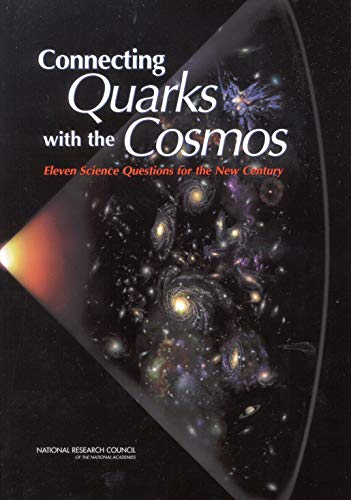 Connecting
Quarks
with the Cosmos
Eleven Science Questions for the New Century
NATIONAL RESEARCH COUNCIL
OF THE NATIONAL ACADEMIES